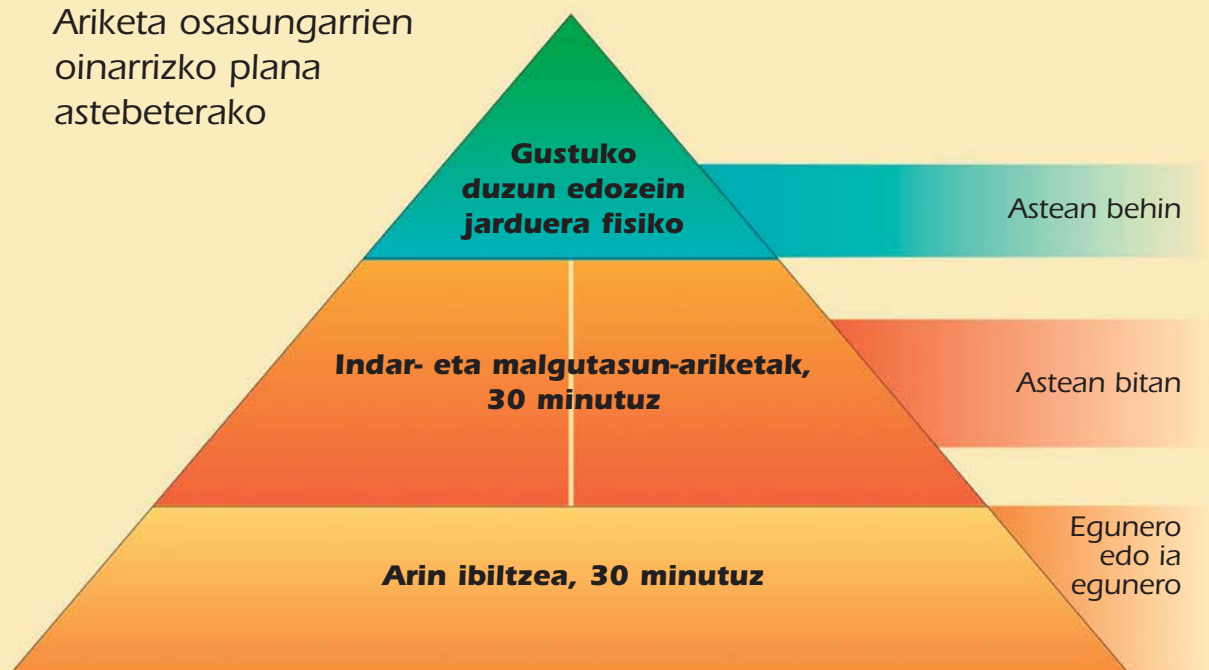 Ariketa osasungarrien
oinarrizko plana
astebeterako
Gustuko
duzun edozein
jarduera fisiko
Astean behin
Indar- eta malgutasun-ariketak,
30 minutuz
Astean bitan
Arin ibiltzea, 30 minutuz
Egunero
edo ia
egunero